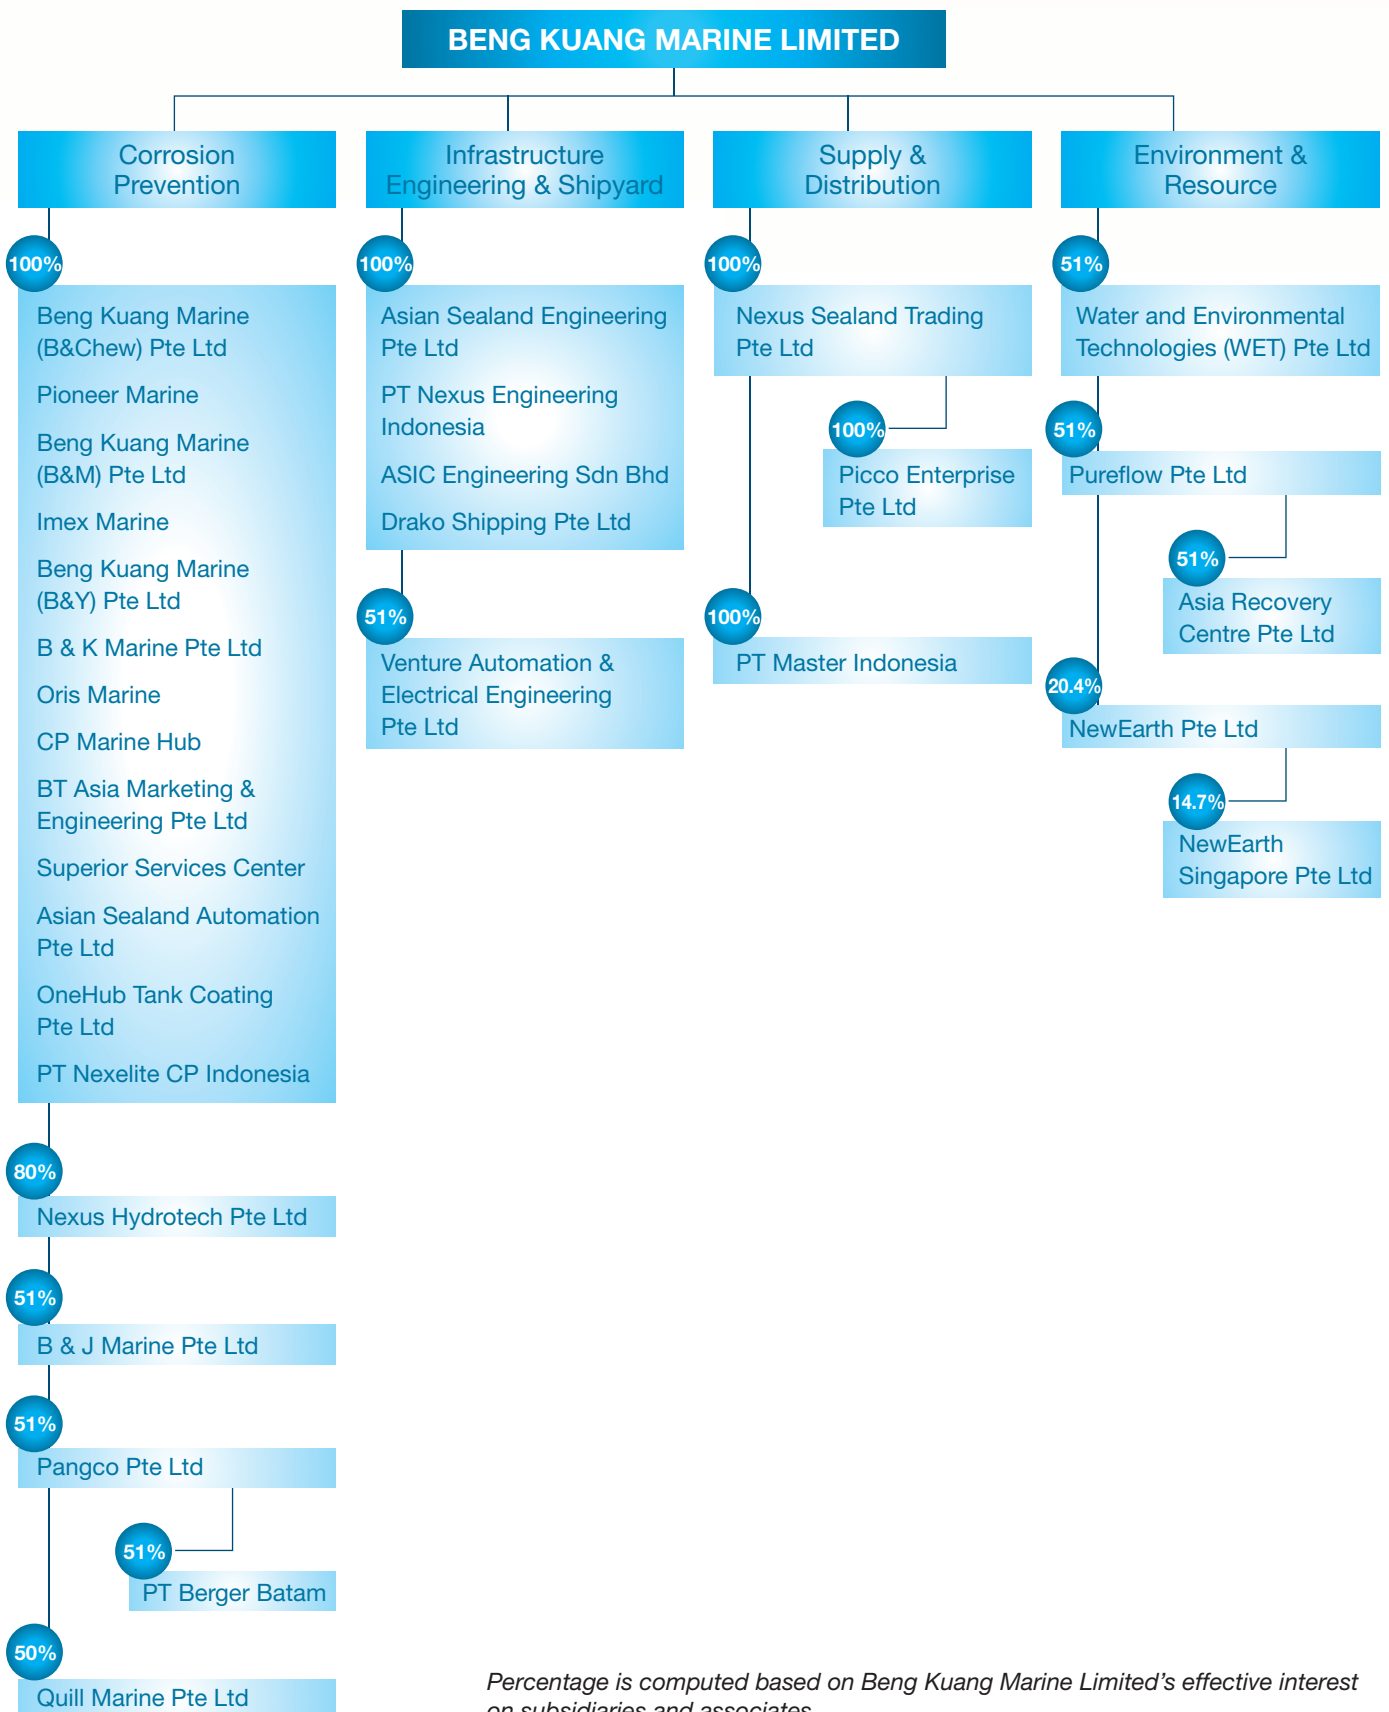 BENG KUANG MARINE LIMITED
Corrosion
Prevention
100%
Beng Kuang Marine
(B&Chew) Pte Ltd
Pioneer Marine
Beng Kuang Marine
(B&M) Pte Ltd
Imex Marine
Beng Kuang Marine
(B&Y) Pte Ltd
B & K Marine Pte Ltd
Oris Marine
CP Marine Hub
BT Asia Marketing &
Engineering Pte Ltd
Superior Services Center
Asian Sealand Automation
Pte Ltd
OneHub Tank Coating
Pte Ltd
PT Nexelite CP Indonesia
80%
Nexus Hydrotech Pte Ltd
51%
B & J Marine Pte Ltd
51%
Pangco Pte Ltd
51%
PT Berger Batam
50%
Quill Marine Pte Ltd
Infrastructure
Engineering & Shipyard
100%
Asian Sealand Engineering
Pte Ltd
PT Nexus Engineering
Indonesia
ASIC Engineering Sdn Bhd
Drako Shipping Pte Ltd
51%
Venture Automation &
Electrical Engineering
Pte Ltd
Supply &
Distribution
100%
Nexus Sealand Trading
Pte Ltd
100%
Picco Enterprise
Pte Ltd
100%
PT Master Indonesia
Environment &
Resource
51%
Water and Environmental
Technologies (WET) Pte Ltd
51%
Pureflow Pte Ltd
51%
Asia Recovery
Centre Pte Ltd
20.4%
NewEarth Pte Ltd
14.7%
NewEarth
Singapore Pte Ltd
Percentage is computed based on Beng Kuang Marine Limited's effective interest
on subsidiaries and associates